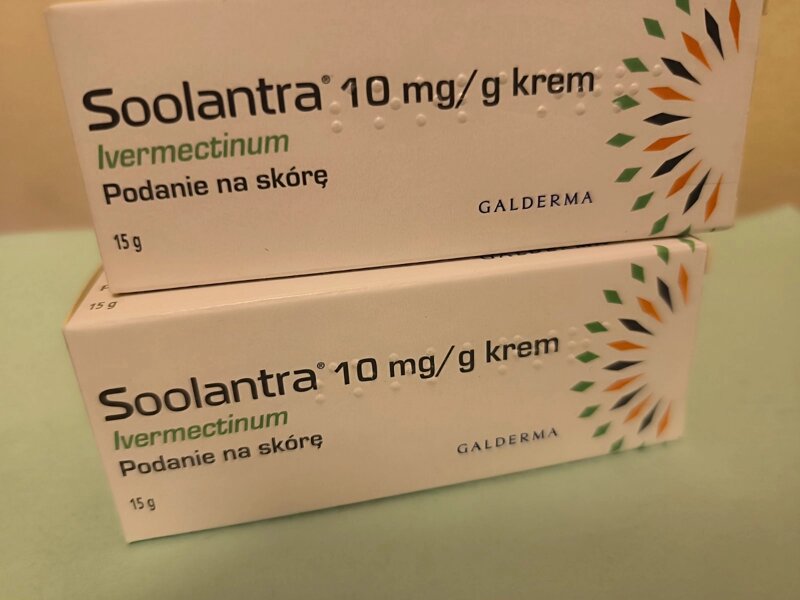 Soolantra® 10 mg/g krem
Ivermectinum
Podanie na skórę
GALDERMA
15 g
GALDERMA
15 g
Soolantra® 10 mg/g krem
Ivermectinum
Podanie na skórę
GALDERMA
15 g